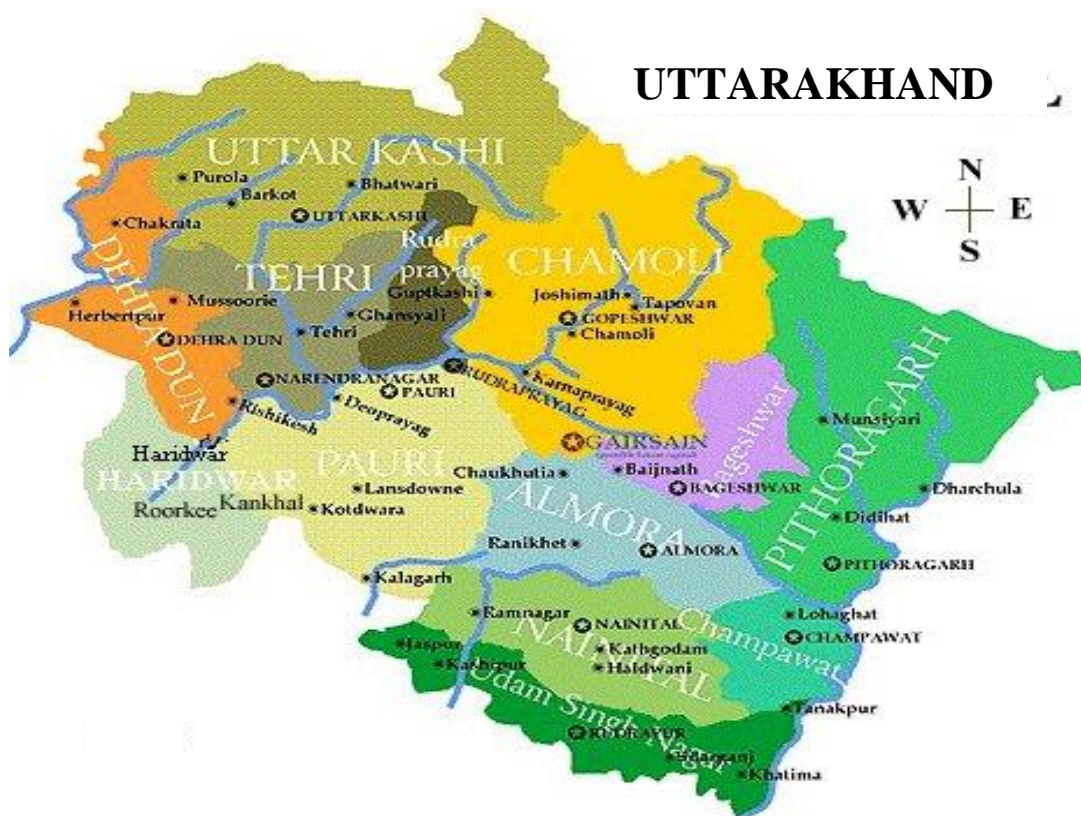 UTTARAKHAND
N
W E
S
UTTAR KASHI
Purola
Barkot
Bhatwari
Chakrata
UTTARKASHI
Rudra
prayag
TEHRI
CHAMOLI
DEHRADUN
Mussoorie
Guptkashi
Joshimath
Tapovan
Herbertpur
Ghansyali
GOPESHWAR
Tehri
Chamoli
DEHRA DUN
NARENDRANAGAR
PAURI
RUDRAPRAYAG
Karnaprayag
Rishikesh
Deoprayag
PITHORAGARH
Munsiyari
Bageshwar
Haridwar
GAIRSAIN
HARIDWAR
PAURI
Chaukhutia
Baijnath
Lansdowne
BAGESHWAR
Dharchula
Roorkee
Kankhal
Kotdwara
ALMORA
Didihat
Ranikhet
ALMORA
PITHORAGARH
Kalagarh
Ramnagar
NAINITAL
Lohaghat
Champawat
CHAMPAWAT
NAINITAL
Jaspur
Kathgodam
Kashipur
Haldwani
Udam Singh Nagar
Tanakpur
RUDRAPUR
Khatima